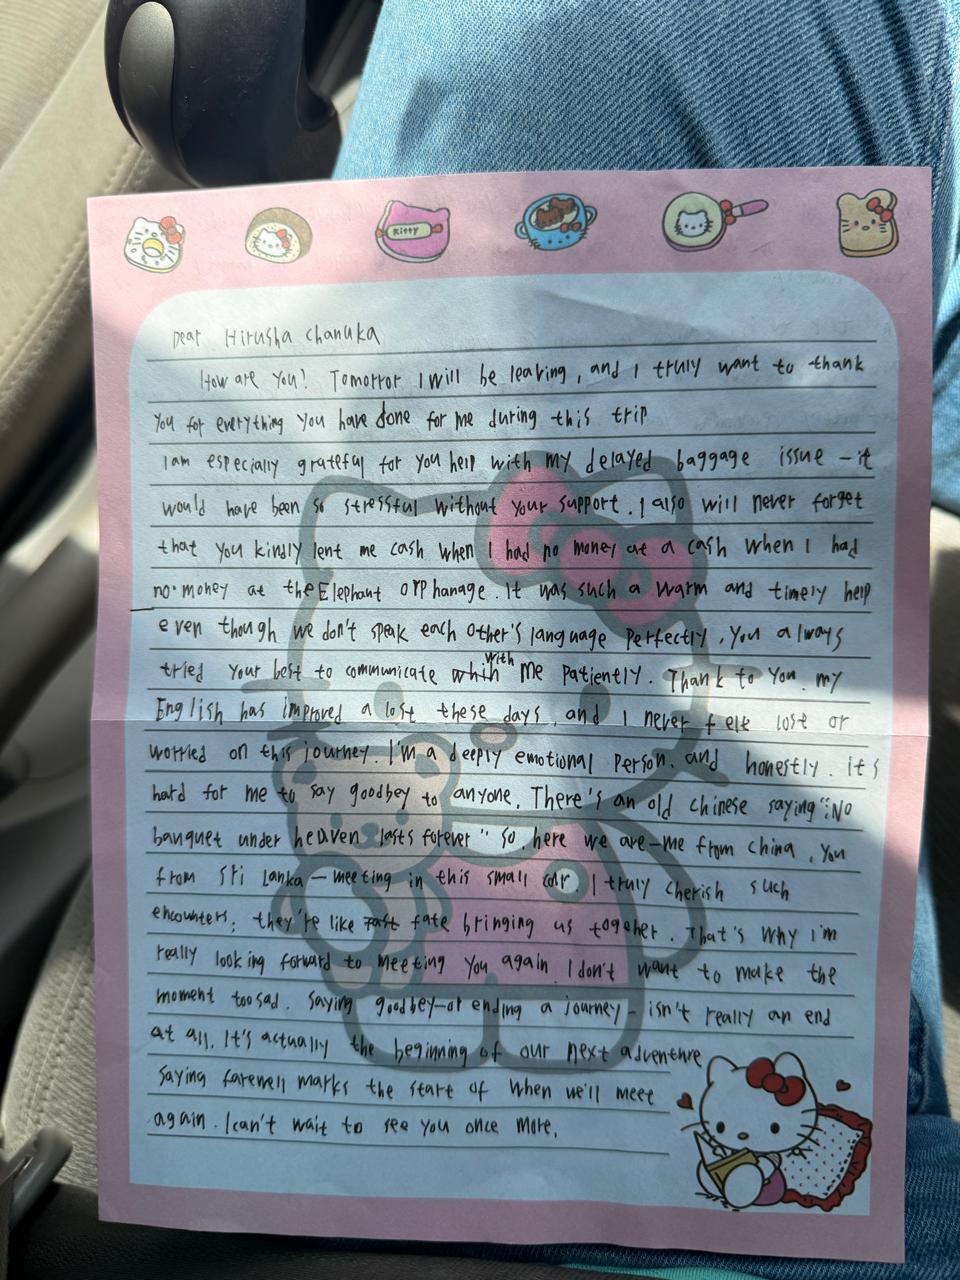 Kitty
Dear Hirusha Chanuka
How are You? Tomorror I will be leaving, and I truly want to thank
You for everything You have done for me during this trip
I am especially grateful for you help with my delayed baggage issue - it
would have been so stressful without your support. I also will never forget
that you kindly lent me cash when I had no money at a cash when I had
no money at the Elephant orphanage. It was such a warm and timely help
even though we don't speak each other's language perfectly, you always
with
tried your best to communicate whih me patiently. Thank to you. my
English has improved a lost these days, and I never felt lost or
worried on this journey. I'm a deeply emotional person. and honestly. it's
hard for me to say goodbey to anyone. There's an old chinese saying ": No
banquet under heaven lasts forever" so, here we are-me from china, you
from Sri Lanka - meeting in this small car. I truly cherish such
encounters; they're like fast fate bringing us together. That's why I'm
really looking forward to meeting you again. I don't want to make the
moment too sad. Saying goodbey-or ending a journey - isn't really an end
at all. It's actually the beginning of our next adventure
Saying farewell marks the start of when we'll meet
again. I can't wait to see you once more.